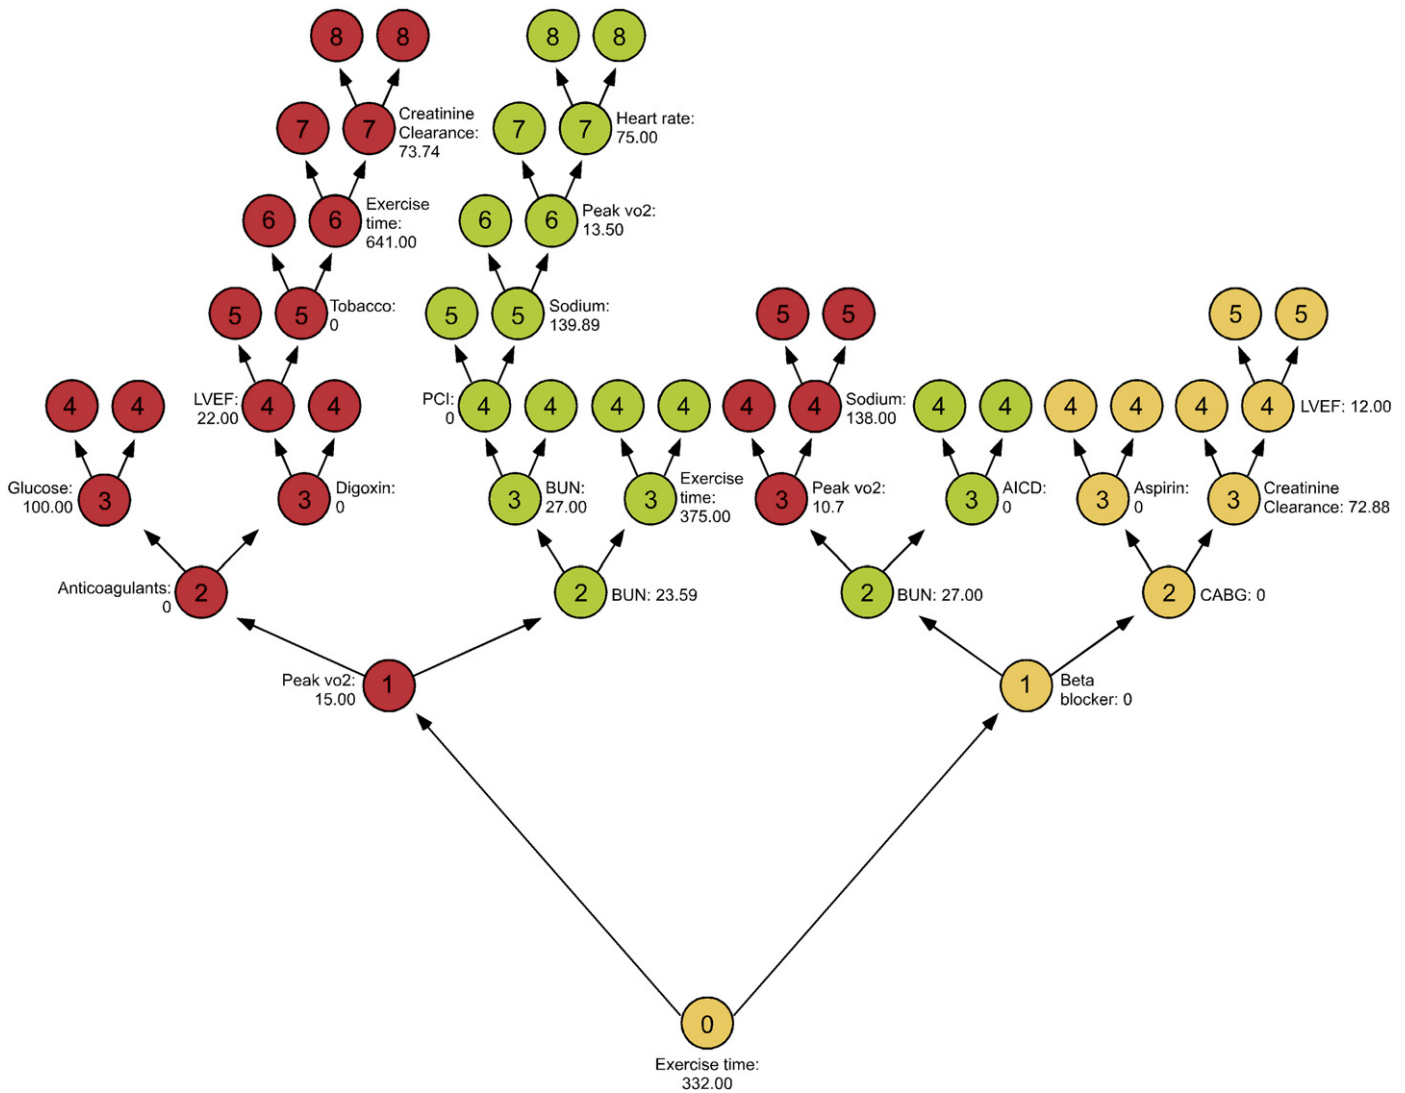 8 8 8 8
7 7 Creatinine
Clearance:
73.74
7 7 Heart rate:
75.00
6 6 Exercise
time:
641.00
6 6 Peak vo2:
13.50
5 5 Tobacco:
0
5 5 Sodium:
139.89
5 5
5 5
4 4
LVEF:
22.00
4 4
PCI:
0
4 4
4 4
4 4 Sodium:
138.00
4 4
4 4
4 4 LVEF: 12.00
Glucose:
100.00
3
3 Digoxin:
0
3 BUN:
27.00
3 Exercise
time:
375.00
3 Peak vo2:
10.7
3 AICD:
0
3 Aspirin:
0
3 Creatinine
Clearance: 72.88
Anticoagulants:
0
2
2 BUN: 23.59
2 BUN: 27.00
2 CABG: 0
Peak vo2:
15.00
1
1 Beta
blocker: 0
0
Exercise time:
332.00